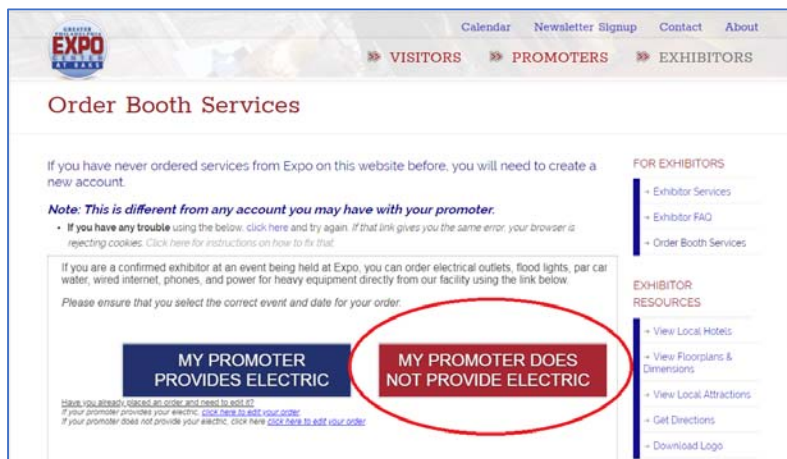 GREATER
PHILADELPHIA
EXPO
CENTER
AT OAKS
Calendar Newsletter Signup Contact About
VISITORS PROMOTERS EXHIBITORS
Order Booth Services
If you have never ordered services from Expo on this website before, you will need to create a
new account.
Note: This is different from any account you may have with your promoter.
• If you have any trouble using the below, click here and try again. If that link gives you the same error, your browser is
rejecting cookies. Click here for instructions on how to fix that.
If you are a confirmed exhibitor at an event being held at Expo, you can order electrical outlets, flood lights, par car
water, wired internet, phones, and power for heavy equipment directly from our facility using the link below.
Please ensure that you select the correct event and date for your order.
MY PROMOTER
PROVIDES ELECTRIC
MY PROMOTER DOES
NOT PROVIDE ELECTRIC
Have you already placed an order and need to edit it?
If your promoter provides your electric, click here to edit your order
If your promoter does not provide your electric, click here click here to edit your order
FOR EXHIBITORS
Exhibitor Services
Exhibitor FAQ
Order Booth Services
EXHIBITOR
RESOURCES
View Local Hotels
View Floorplans &
Dimensions
View Local Attractions
Get Directions
Download Logo